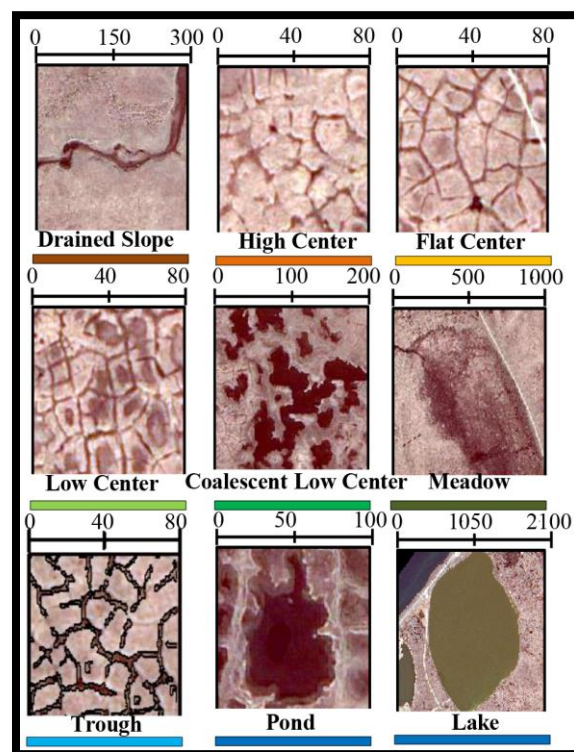 0 150 300 0 40 80 0 40 80
Drained Slope High Center Flat Center
0 40 80 0 100 200 0 500 1000
Low Center Coalescent Low Center Meadow
0 40 80 0 50 100 0 1050 2100
Trough Pond Lake